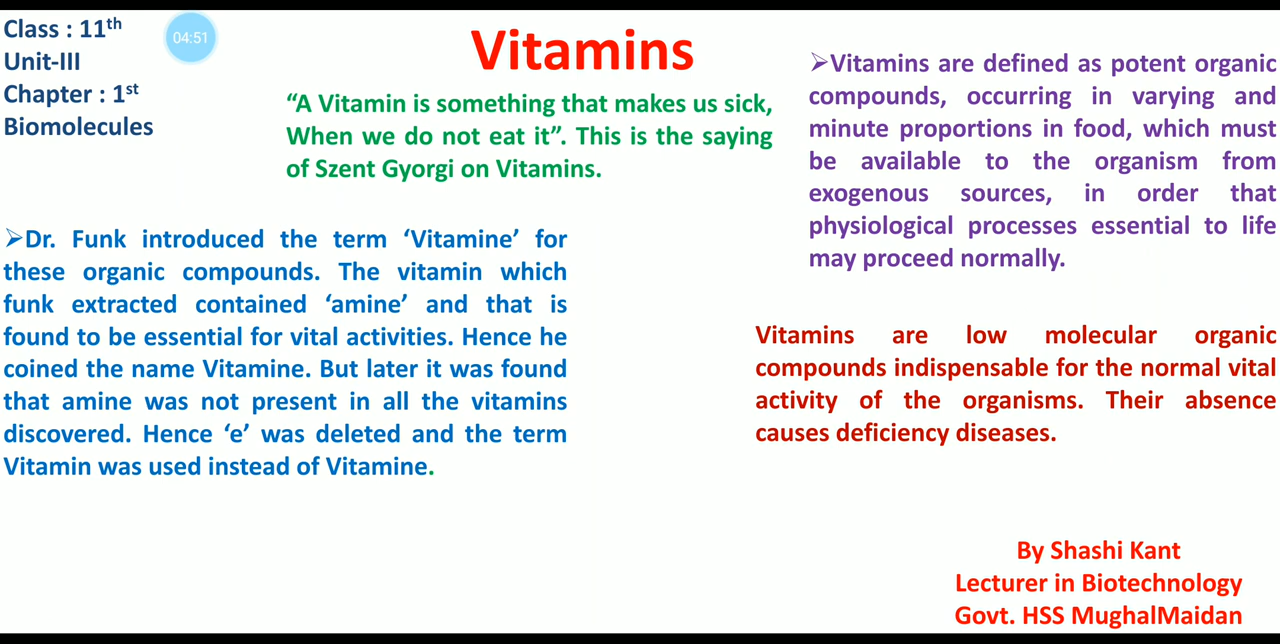 Class : 11th
Unit-III
Chapter : 1st
Biomolecules
04:51
Vitamins
“A Vitamin is something that makes us sick,
When we do not eat it”. This is the saying
of Szent Gyorgi on Vitamins.
➢Vitamins are defined as potent organic
compounds, occurring in varying and
minute proportions in food, which must
be available to the organism from
exogenous sources, in order that
physiological processes essential to life
may proceed normally.
➢Dr. Funk introduced the term ‘Vitamine’ for
these organic compounds. The vitamin which
funk extracted contained ‘amine’ and that is
found to be essential for vital activities. Hence he
coined the name Vitamine. But later it was found
that amine was not present in all the vitamins
discovered. Hence ‘e’ was deleted and the term
Vitamin was used instead of Vitamine.
Vitamins are low molecular organic
compounds indispensable for the normal vital
activity of the organisms. Their absence
causes deficiency diseases.
By Shashi Kant
Lecturer in Biotechnology
Govt. HSS MughalMaidan